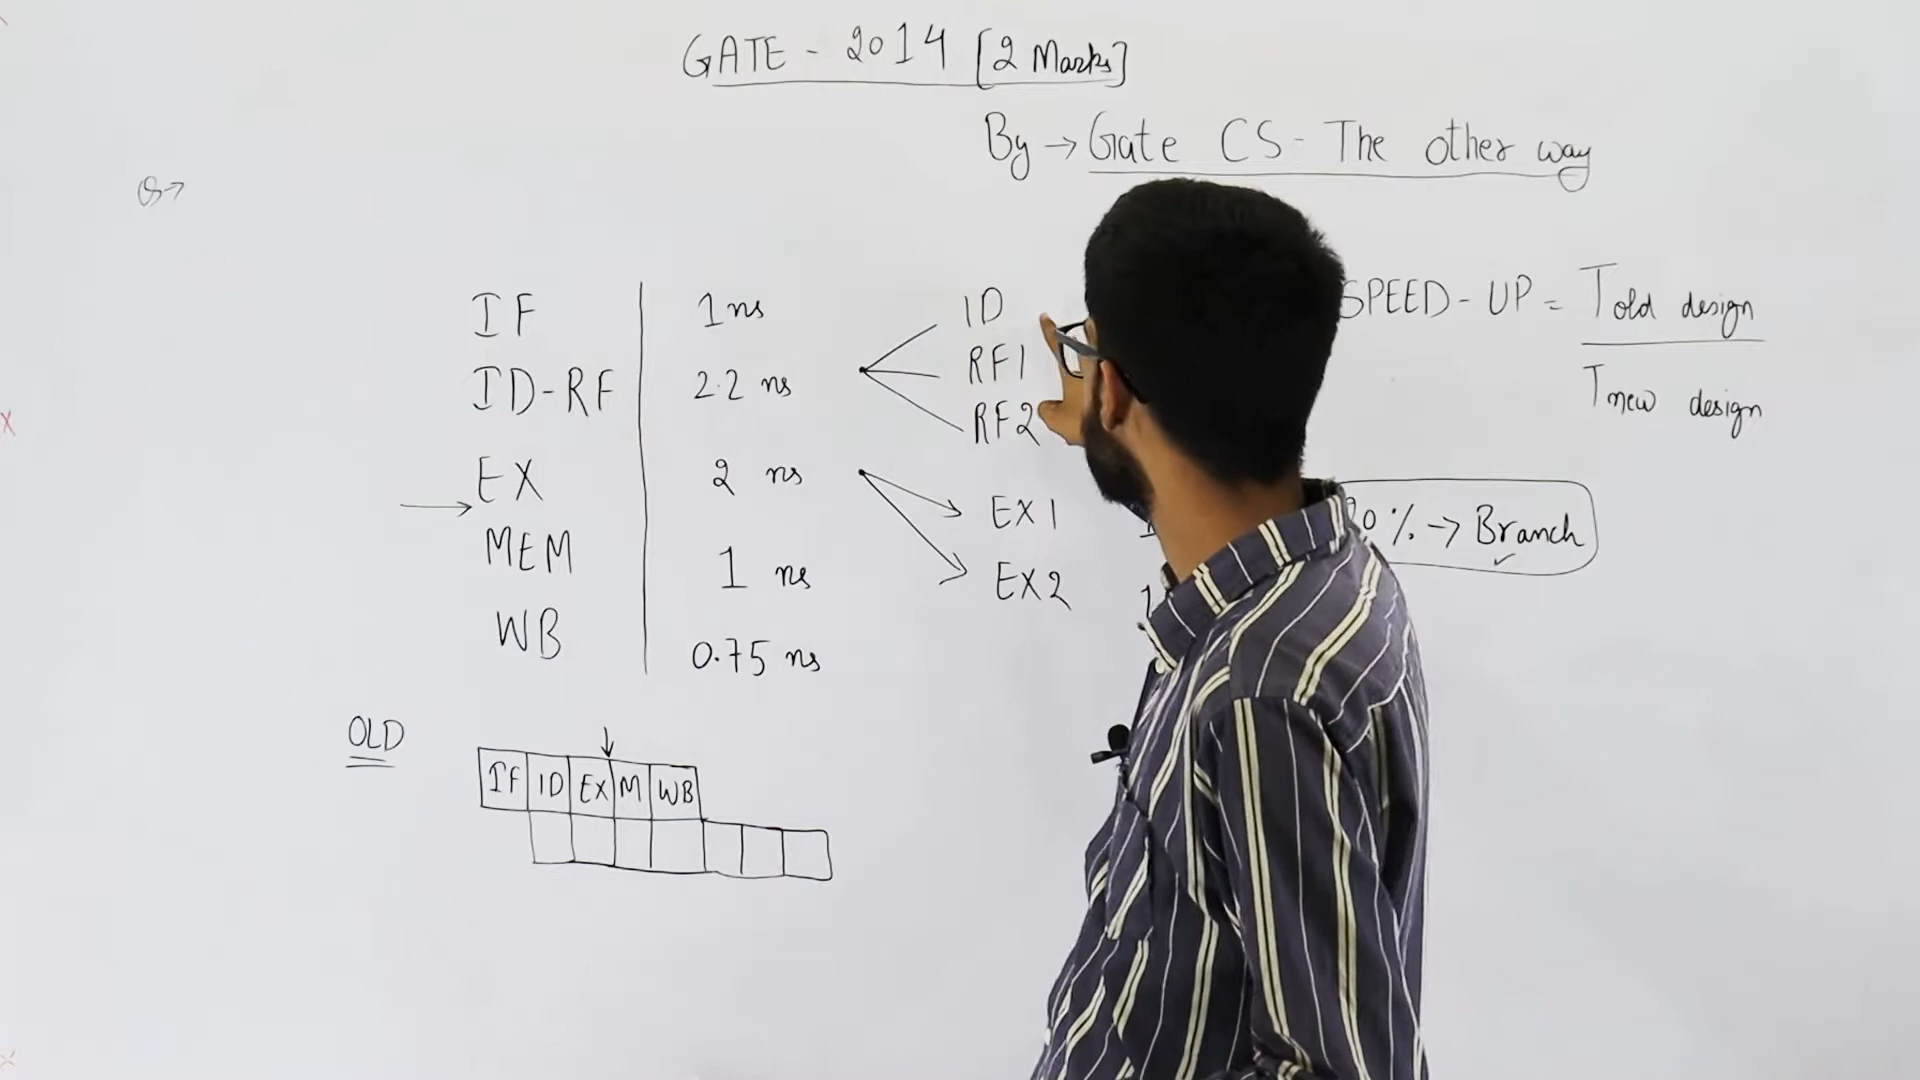 GATE - 2014 [2 Marks]
By → Gate CS - The other way
Q→
IF 1 ns
ID-RF 2.2 ns
EX 2 ns
MEM 1 ns
WB 0.75 ns
ID
RF1
RF2
EX1
EX2
SPEED-UP = T old design
T new design
% → Branch
OLD
IF ID EX M WB